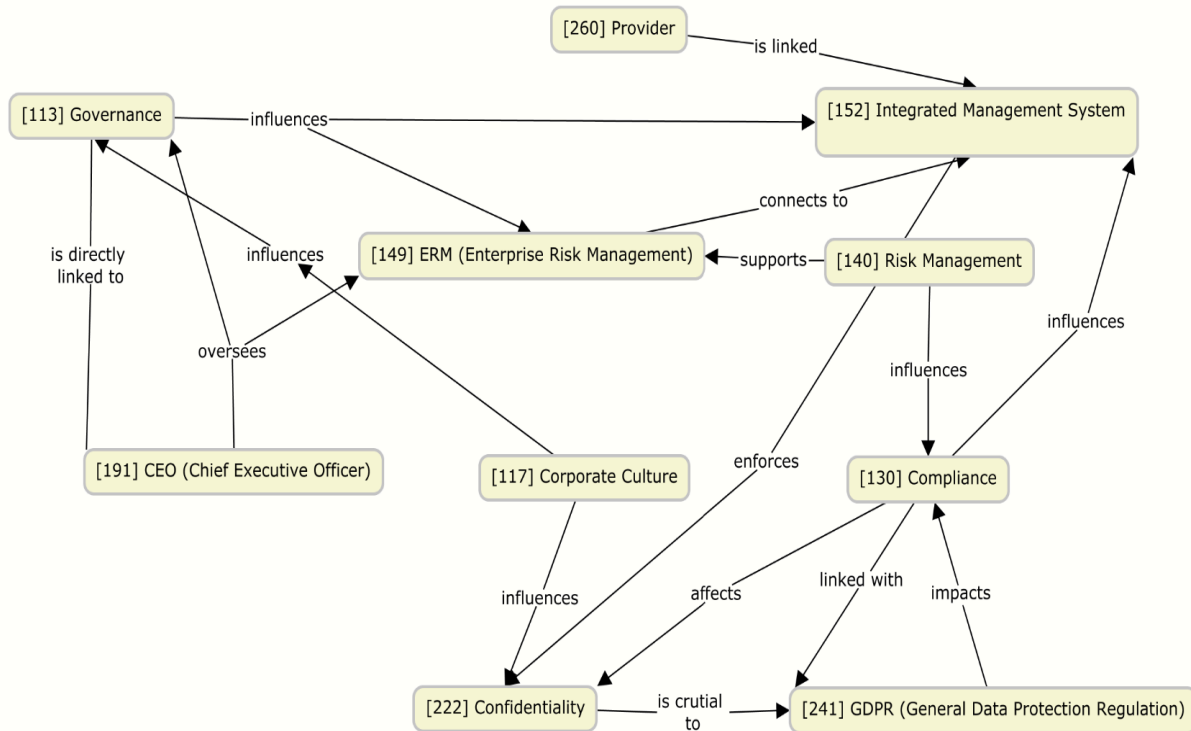 [260] Provider
is linked
[113] Governance
influences
[152] Integrated Management System
connects to
is directly
linked to
influences
[149] ERM (Enterprise Risk Management)
supports
[140] Risk Management
influences
oversees
influences
[191] CEO (Chief Executive Officer)
[117] Corporate Culture
enforces
[130] Compliance
influences
affects
linked with
impacts
[222] Confidentiality
is crutial
to
[241] GDPR (General Data Protection Regulation)